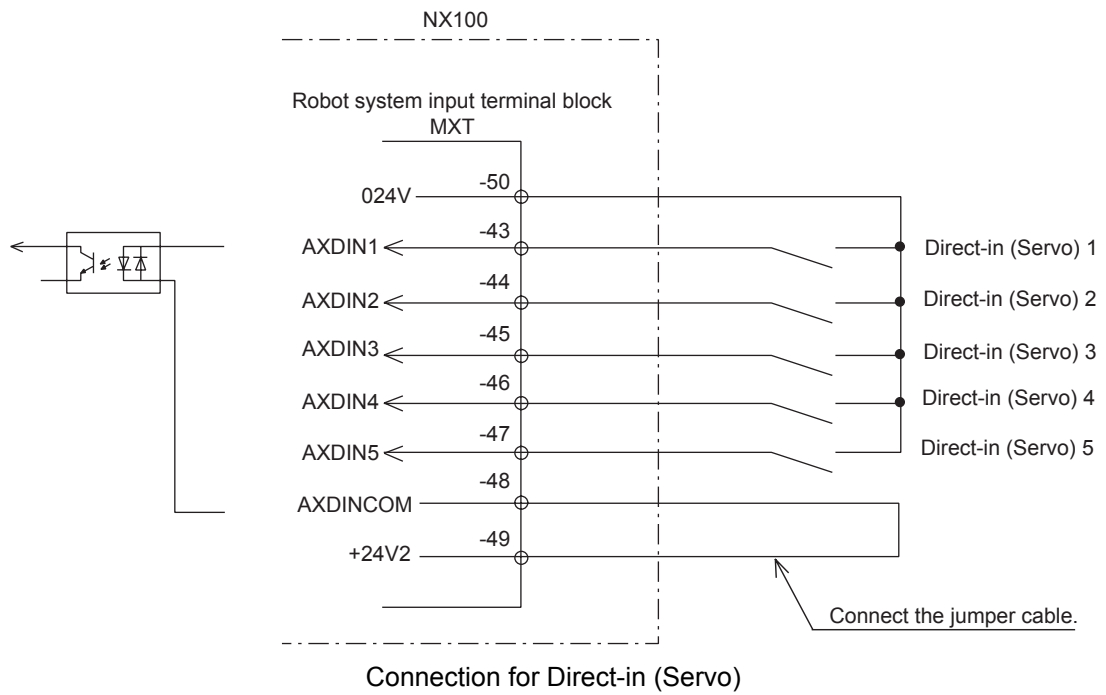 NX100
Robot system input terminal block
MXT
024V -50
AXDIN1 -43 Direct-in (Servo) 1
AXDIN2 -44 Direct-in (Servo) 2
AXDIN3 -45 Direct-in (Servo) 3
AXDIN4 -46 Direct-in (Servo) 4
AXDIN5 -47 Direct-in (Servo) 5
AXDINCOM -48
+24V2 -49
Connect the jumper cable.
Connection for Direct-in (Servo)